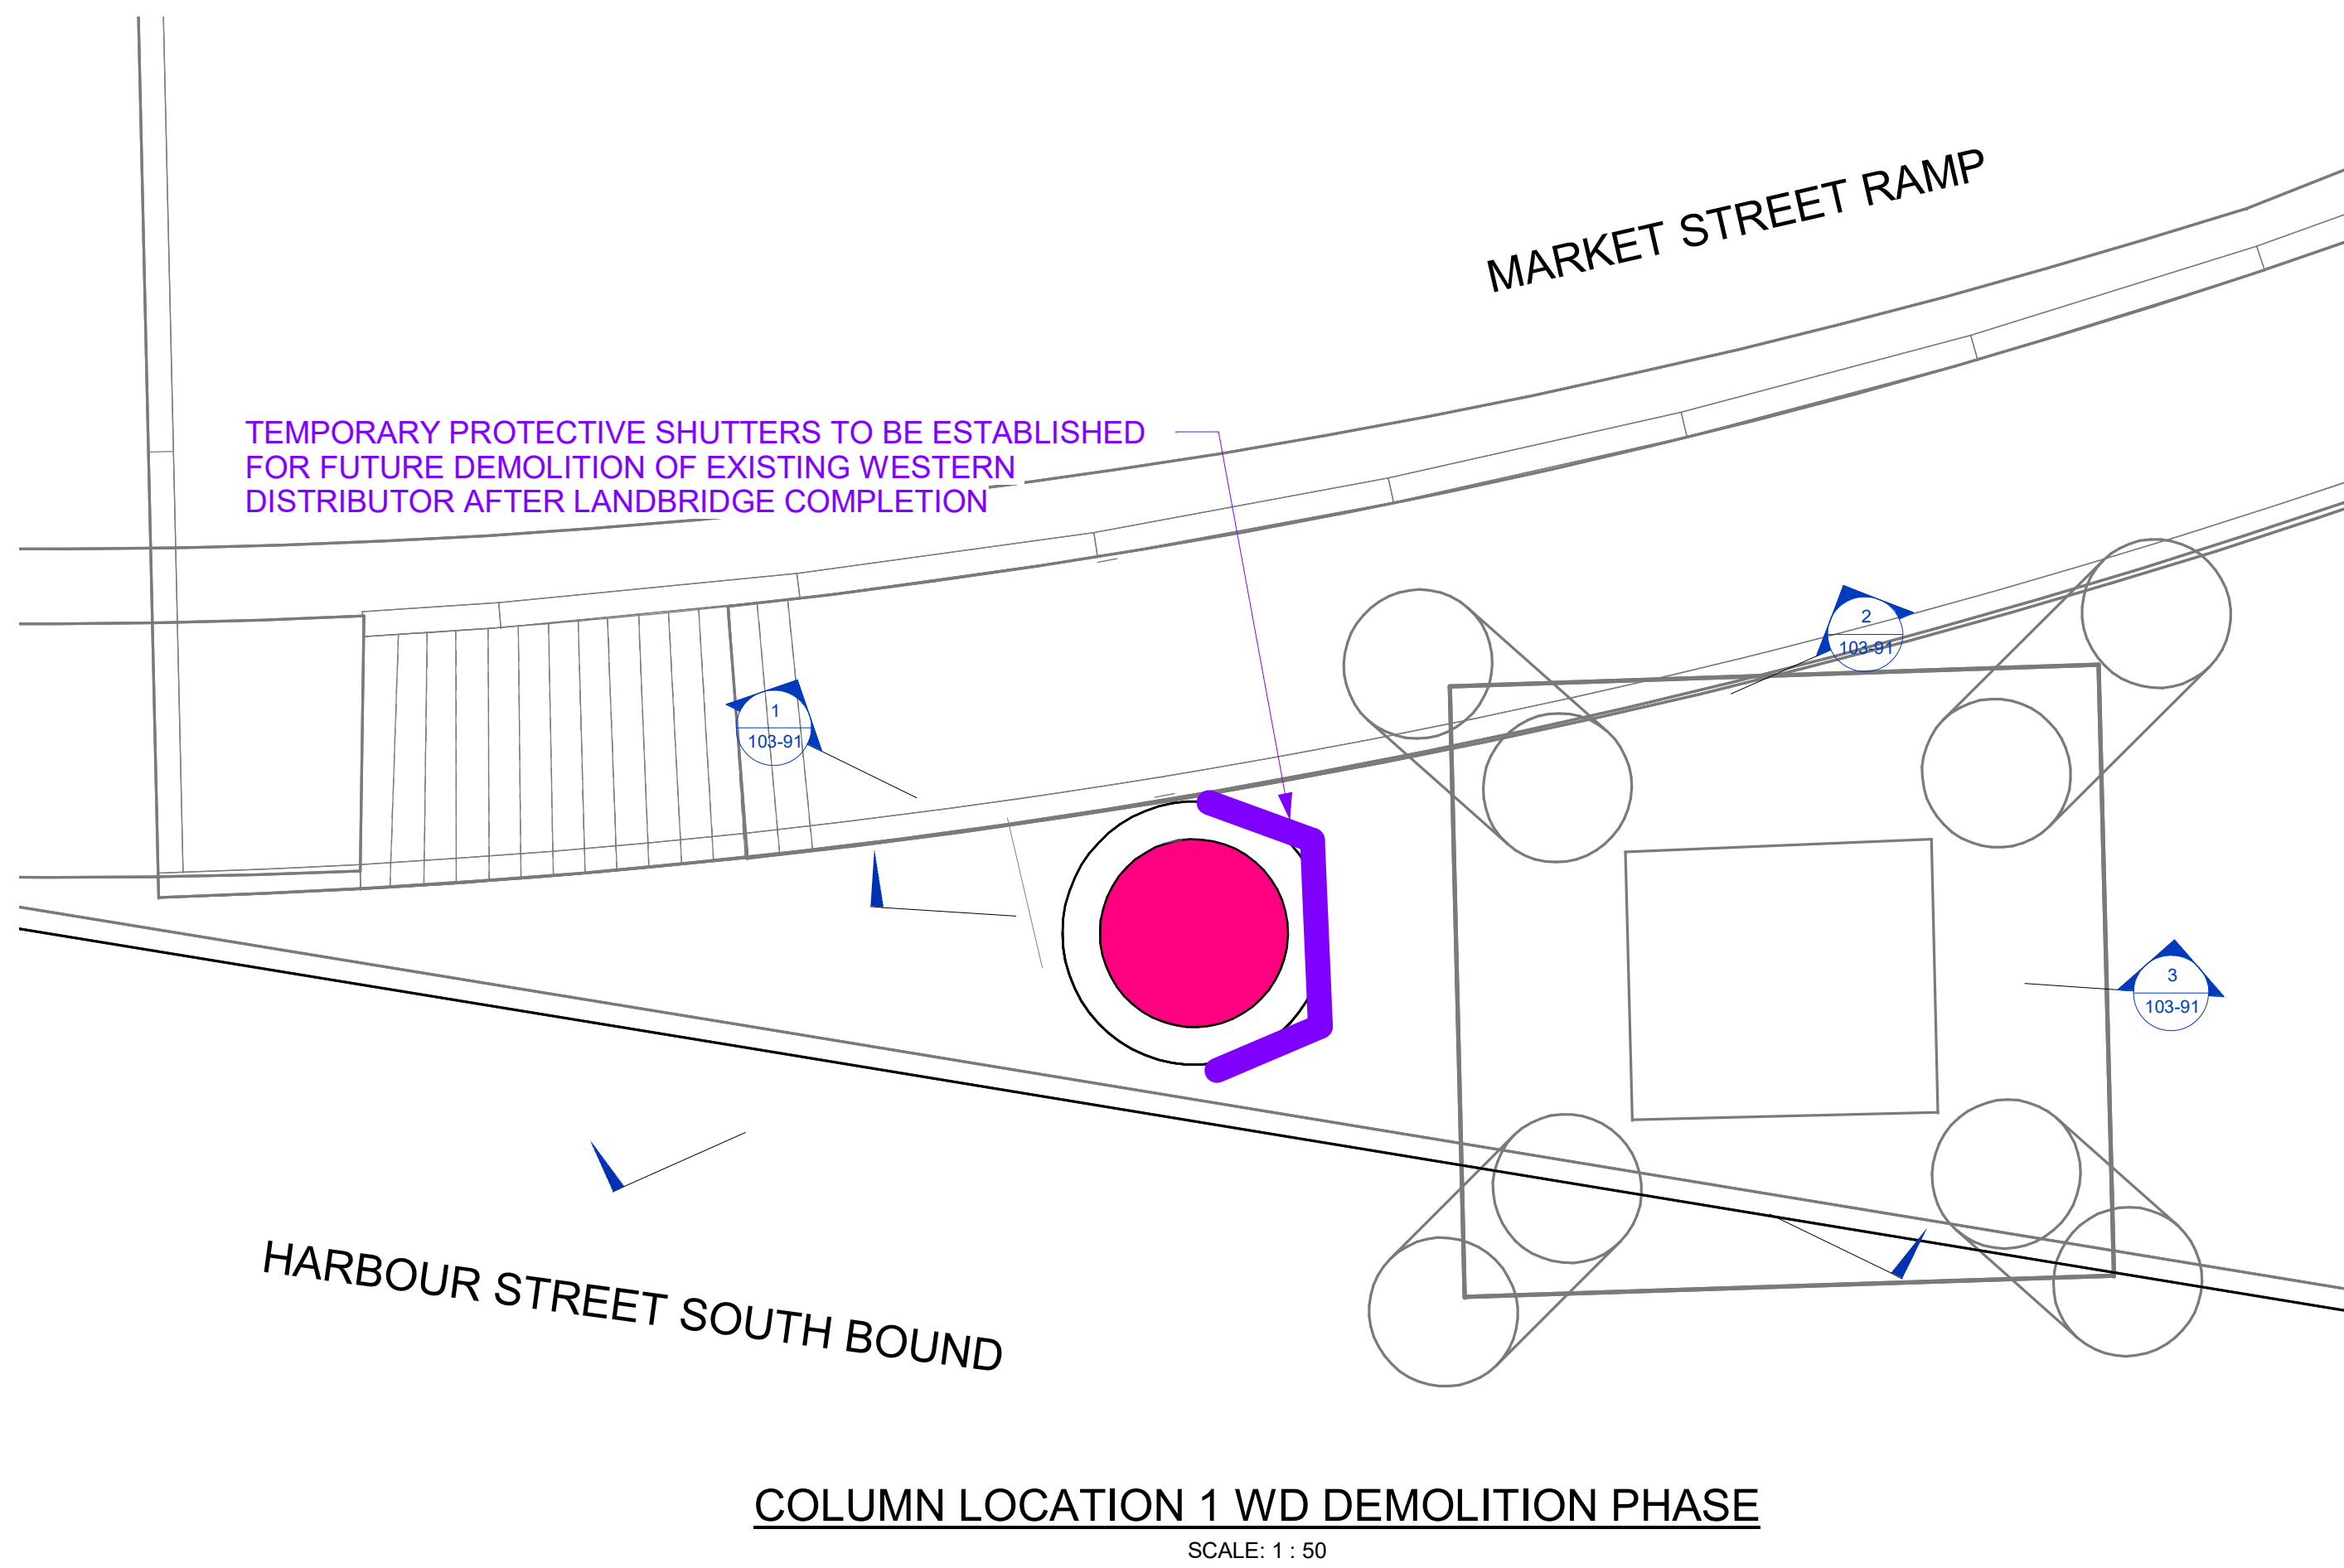 MARKET STREET RAMP
TEMPORARY PROTECTIVE SHUTTERS TO BE ESTABLISHED
FOR FUTURE DEMOLITION OF EXISTING WESTERN
DISTRIBUTOR AFTER LANDBRIDGE COMPLETION
2
103-91
1
103-91
3
103-91
HARBOUR STREET SOUTH BOUND
COLUMN LOCATION 1 WD DEMOLITION PHASE
SCALE: 1 : 50